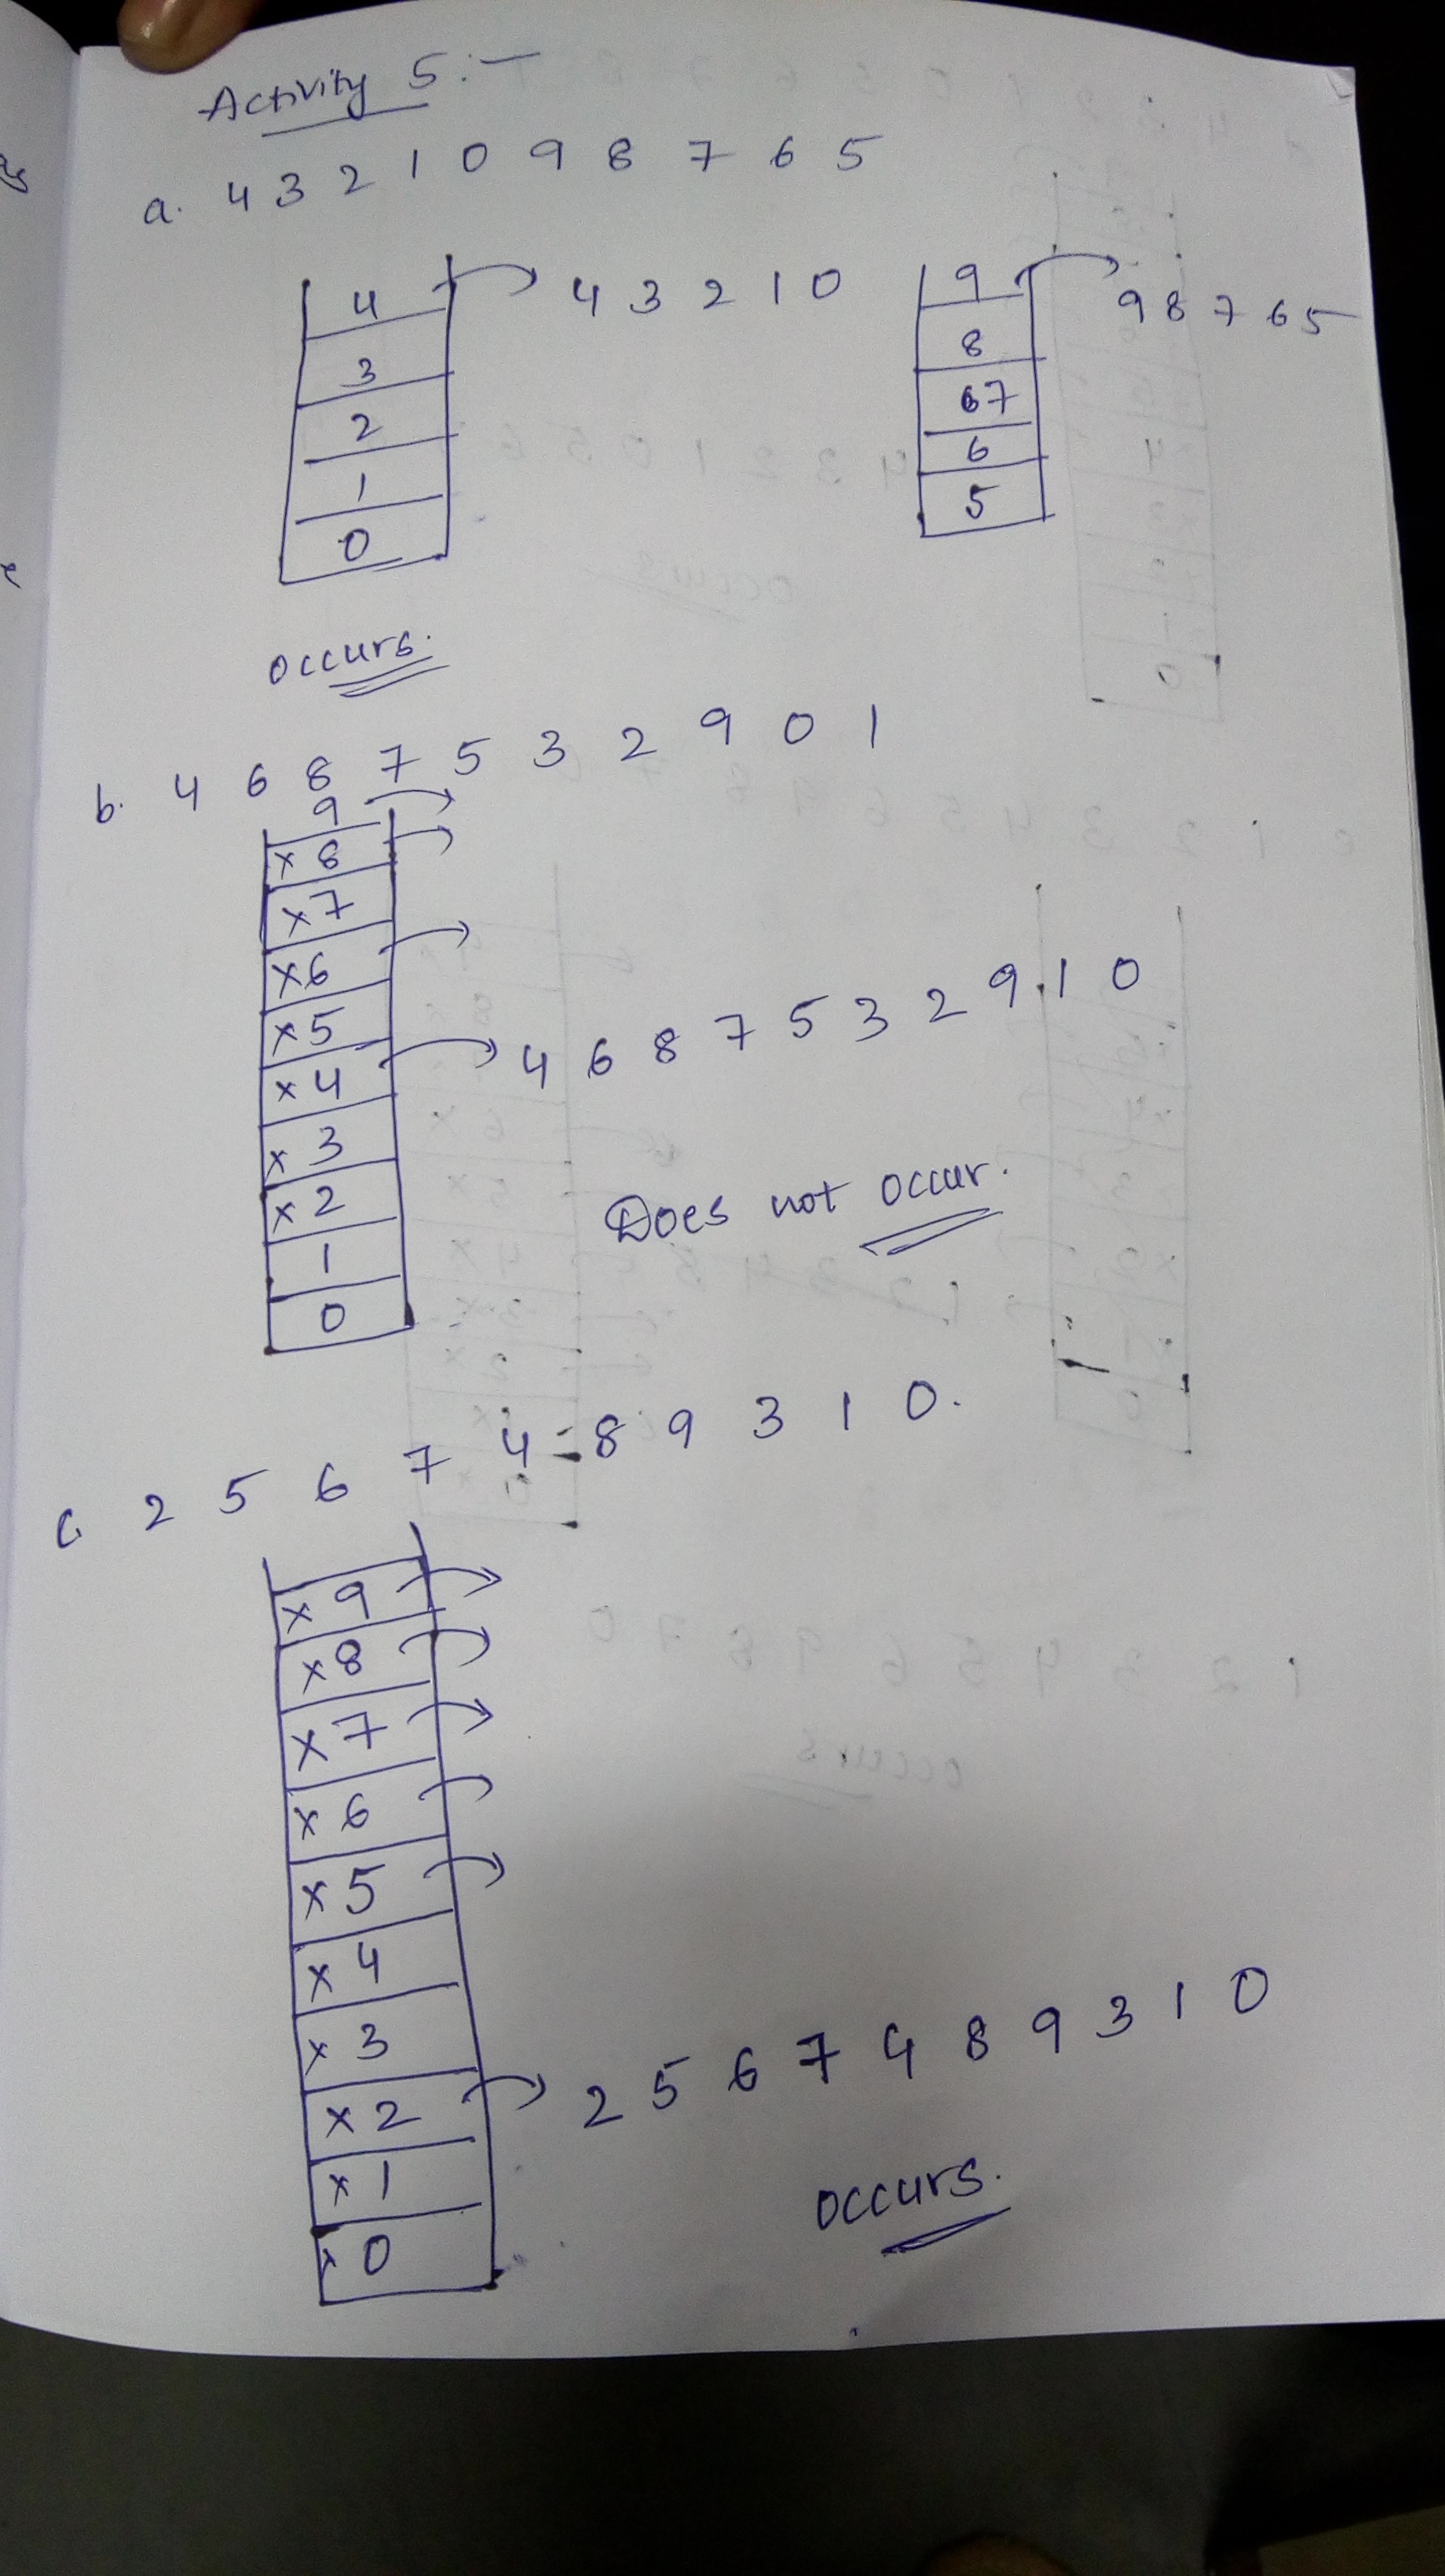 Activity 5:-
a. 4 3 2 1 0 9 8 7 6 5
4
3
2
1
0
4 3 2 1 0
9
8
67
6
5
9 8 7 6 5
occurs.
b. 4 6 8 7 5 3 2 9 0 1
9
x 8
x 7
x 6
x 5
x 4
x 3
x 2
1
0
4 6 8 7 5 3 2 9 1 0
Does not occur.
c. 2 5 6 7 4 8 9 3 1 0.
x 9
x 8
x 7
x 6
x 5
x 4
x 3
x 2
x 1
x 0
2 5 6 7 4 8 9 3 1 0
occurs.